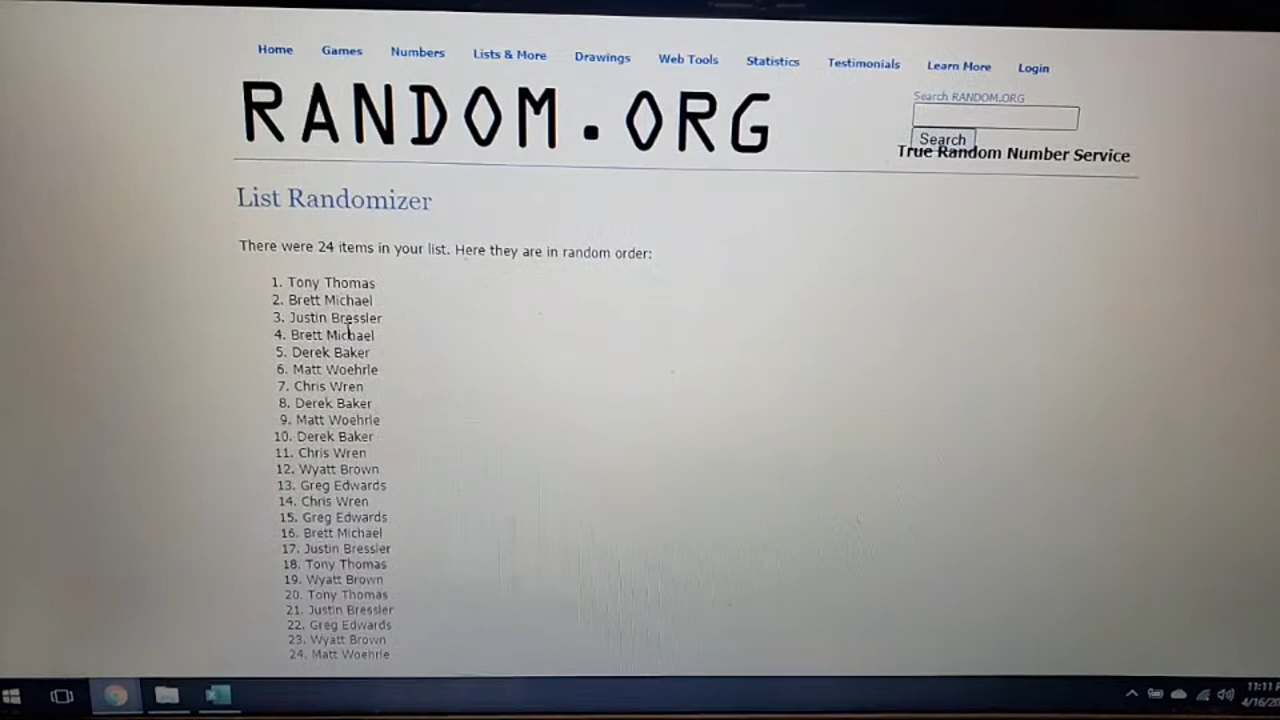 Home Games Numbers Lists & More Drawings Web Tools Statistics Testimonials Learn More Login
RANDOM.ORG
Search RANDOM.ORG
Search
True Random Number Service
List Randomizer
There were 24 items in your list. Here they are in random order:
1. Tony Thomas
2. Brett Michael
3. Justin Bressler
4. Brett Michael
5. Derek Baker
6. Matt Woehrle
7. Chris Wren
8. Derek Baker
9. Matt Woehrle
10. Derek Baker
11. Chris Wren
12. Wyatt Brown
13. Greg Edwards
14. Chris Wren
15. Greg Edwards
16. Brett Michael
17. Justin Bressler
18. Tony Thomas
19. Wyatt Brown
20. Tony Thomas
21. Justin Bressler
22. Greg Edwards
23. Wyatt Brown
24. Matt Woehrle
11:11
4/16/20